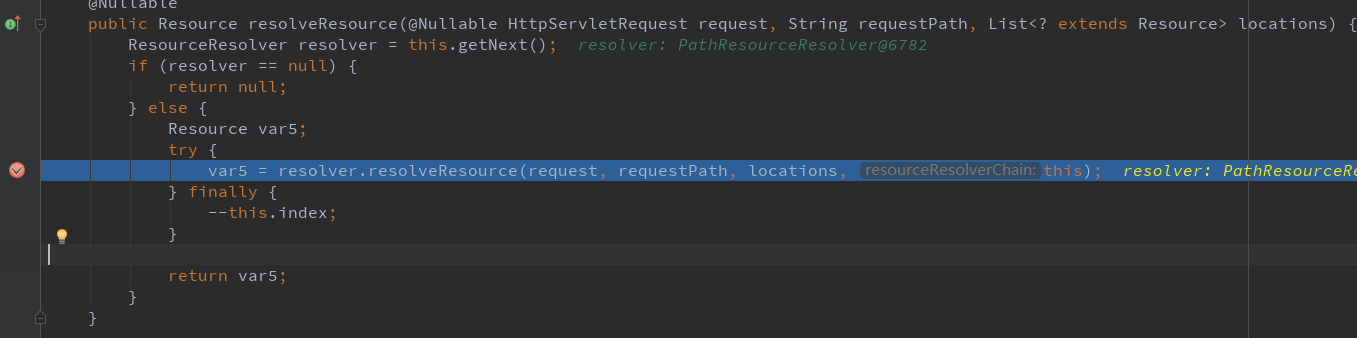 @Nullable
public Resource resolveResource(@Nullable HttpServletRequest request, String requestPath, List<? extends Resource> locations) {
ResourceResolver resolver = this.getNext();  resolver: PathResourceResolver@6782
if (resolver == null) {
return null;
} else {
Resource var5;
try {
var5 = resolver.resolveResource(request, requestPath, locations, resourceResolverChain: this);  resolver: PathResourceRe
} finally {
--this.index;
}
return var5;
}
}